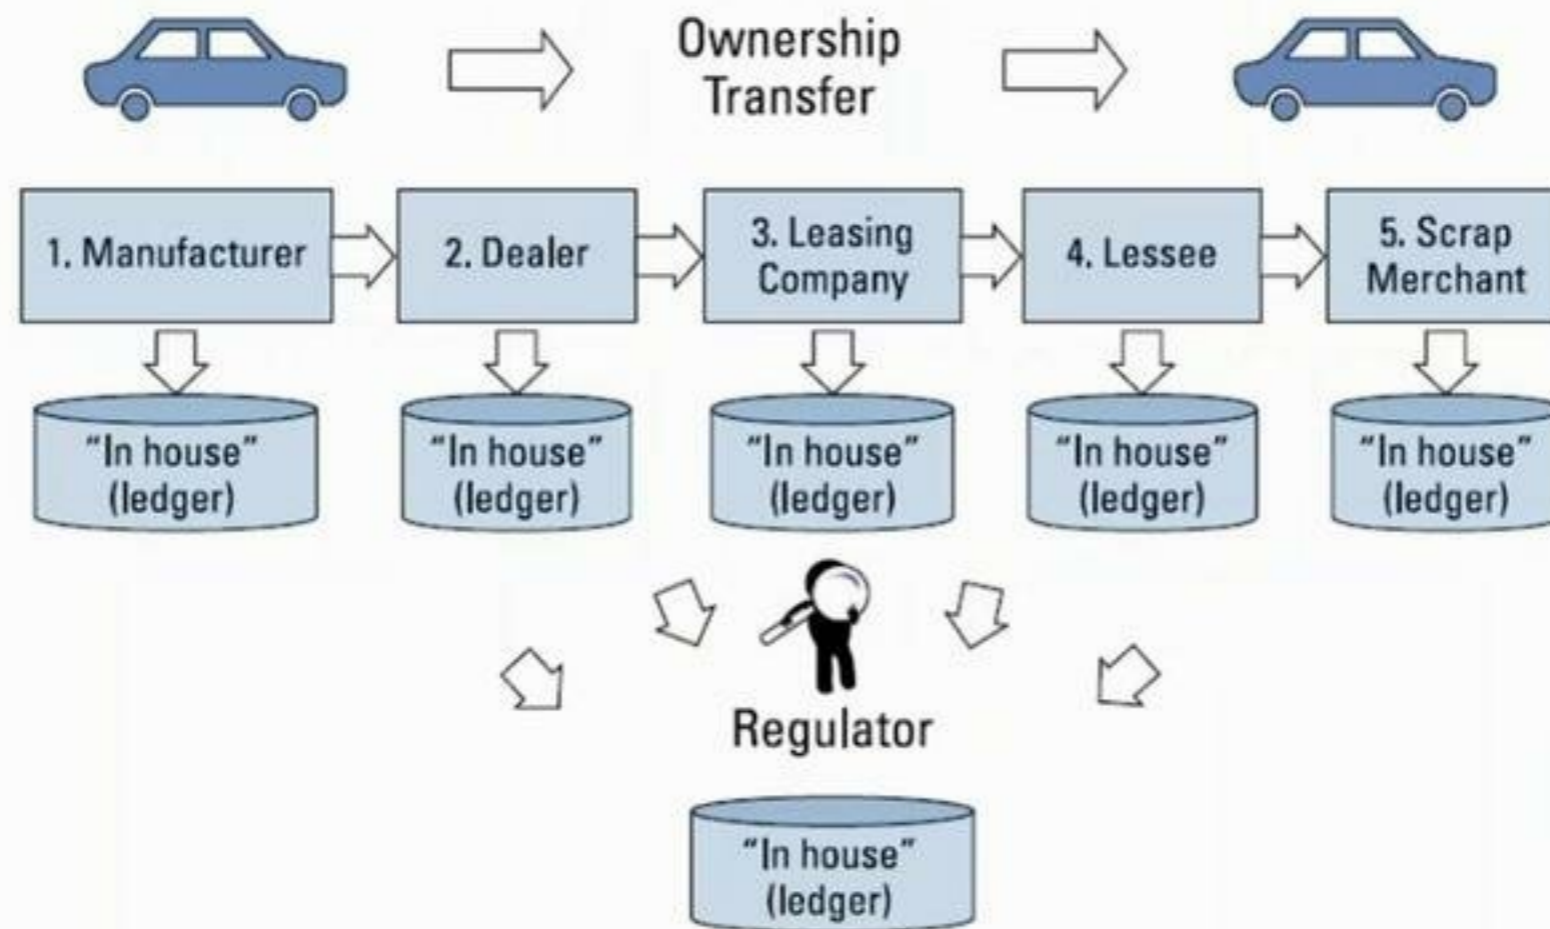 Ownership
Transfer
1. Manufacturer
2. Dealer
3. Leasing
Company
4. Lessee
5. Scrap
Merchant
“In house”
(ledger)
“In house”
(ledger)
“In house”
(ledger)
“In house”
(ledger)
“In house”
(ledger)
Regulator
“In house”
(ledger)